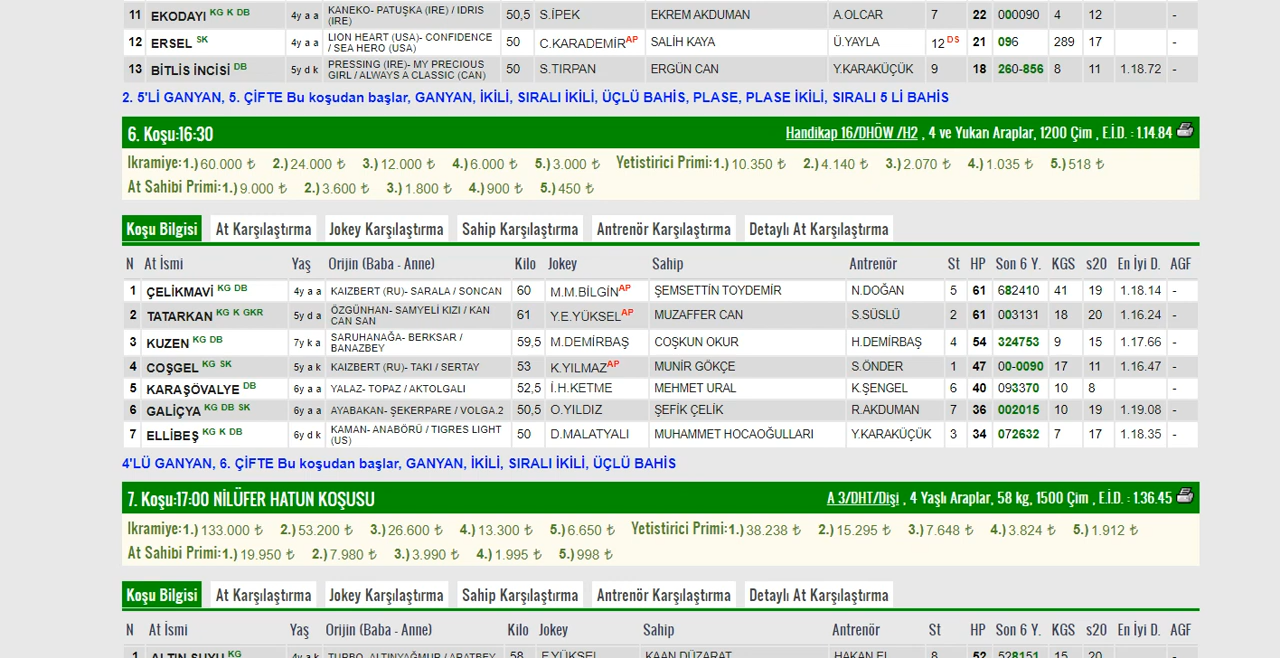 11 EKODAYI KG K DB 4y a a KANEKO- PATUŞKA (IRE) / IDRIS (IRE) 50,5 S.İPEK EKREM AKDUMAN A.OLCAR 7 22 000090 4 12 -
12 ERSEL SK 4y a a LION HEART (USA)- CONFIDENCE / SEA HERO (USA) 50 C.KARADEMİR AP SALİH KAYA Ü.YAYLA 12 DS 21 096 289 17 -
13 BİTLİS İNCİSİ DB 5y d k PRESSING (IRE)- MY PRECIOUS GIRL / ALWAYS A CLASSIC (CAN) 50 S.TIRPAN ERGÜN CAN Y.KARAKÜÇÜK 9 18 260-856 8 11 1.18.72 -
2. 5'Lİ GANYAN, 5. ÇİFTE Bu koşudan başlar, GANYAN, İKİLİ, SIRALI İKİLİ, ÜÇLÜ BAHİS, PLASE, PLASE İKİLİ, SIRALI 5 Lİ BAHİS
6. Koşu:16:30 Handikap 16/DHÖW /H2 , 4 ve Yukarı Araplar, 1200 Çim , E.İ.D. : 1.14.84
Ikramiye:1.) 60.000 ₺ 2.) 24.000 ₺ 3.) 12.000 ₺ 4.) 6.000 ₺ 5.) 3.000 ₺ Yetistirici Primi:1.) 10.350 ₺ 2.) 4.140 ₺ 3.) 2.070 ₺ 4.) 1.035 ₺ 5.) 518 ₺
At Sahibi Primi:1.) 9.000 ₺ 2.) 3.600 ₺ 3.) 1.800 ₺ 4.) 900 ₺ 5.) 450 ₺
Koşu Bilgisi At Karşılaştırma Jokey Karşılaştırma Sahip Karşılaştırma Antrenör Karşılaştırma Detaylı At Karşılaştırma
N At İsmi Yaş Orijin (Baba - Anne) Kilo Jokey Sahip Antrenör St HP Son 6 Y. KGS s20 En İyi D. AGF
1 ÇELİKMAVİ KG DB 4y a a KAIZBERT (RU)- SARALA / SONCAN 60 M.M.BİLGİN AP ŞEMSETTİN TOYDEMİR N.DOĞAN 5 61 682410 41 19 1.18.14 -
2 TATARKAN KG K GKR 5y d a ÖZGÜNHAN- SAMYELİ KIZI / KAN CAN SAN 61 Y.E.YÜKSEL AP MUZAFFER CAN S.SÜSLÜ 2 61 003131 18 20 1.16.24 -
3 KUZEN KG DB 7y k a SARUHANAĞA- BERKSAR / BANAZBEY 59,5 M.DEMİRBAŞ COŞKUN OKUR H.DEMİRBAŞ 4 54 324753 9 15 1.17.66 -
4 COŞGEL KG SK 5y a k KAIZBERT (RU)- TAKI / SERTAY 53 K.YILMAZ AP MUNİR GÖKÇE S.ÖNDER 1 47 00-0090 17 11 1.16.47 -
5 KARAŞÖVALYE DB 6y a a YALAZ- TOPAZ / AKTOLGALI 52,5 İ.H.KETME MEHMET URAL K.ŞENGEL 6 40 093370 10 8 -
6 GALİÇYA KG DB SK 6y a a AYABAKAN- ŞEKERPARE / VOLGA.2 50,5 O.YILDIZ ŞEFİK ÇELİK R.AKDUMAN 7 36 002015 10 19 1.19.08 -
7 ELLİBEŞ KG K DB 6y d k KAMAN- ANABÖRÜ / TIGRES LIGHT (US) 50 D.MALATYALI MUHAMMET HOCAOĞULLARI Y.KARAKÜÇÜK 3 34 072632 7 17 1.18.35 -
4'LÜ GANYAN, 6. ÇİFTE Bu koşudan başlar, GANYAN, İKİLİ, SIRALI İKİLİ, ÜÇLÜ BAHİS
7. Koşu:17:00 NİLÜFER HATUN KOŞUSU A 3/DHT/Dişi , 4 Yaşlı Araplar, 58 kg, 1500 Çim , E.İ.D. : 1.36.45
Ikramiye:1.) 133.000 ₺ 2.) 53.200 ₺ 3.) 26.600 ₺ 4.) 13.300 ₺ 5.) 6.650 ₺ Yetistirici Primi:1.) 38.238 ₺ 2.) 15.295 ₺ 3.) 7.648 ₺ 4.) 3.824 ₺ 5.) 1.912 ₺
At Sahibi Primi:1.) 19.950 ₺ 2.) 7.980 ₺ 3.) 3.990 ₺ 4.) 1.995 ₺ 5.) 998 ₺
Koşu Bilgisi At Karşılaştırma Jokey Karşılaştırma Sahip Karşılaştırma Antrenör Karşılaştırma Detaylı At Karşılaştırma
N At İsmi Yaş Orijin (Baba - Anne) Kilo Jokey Sahip Antrenör St HP Son 6 Y. KGS s20 En İyi D. AGF
1 ALTIN SUYU KG 4y a k TURBO- ALTINYAĞMUR / ARATBEY 58 E.YÜKSEL KAAN DÜZARAT HAKAN EL 8 52 528151 15 20 -